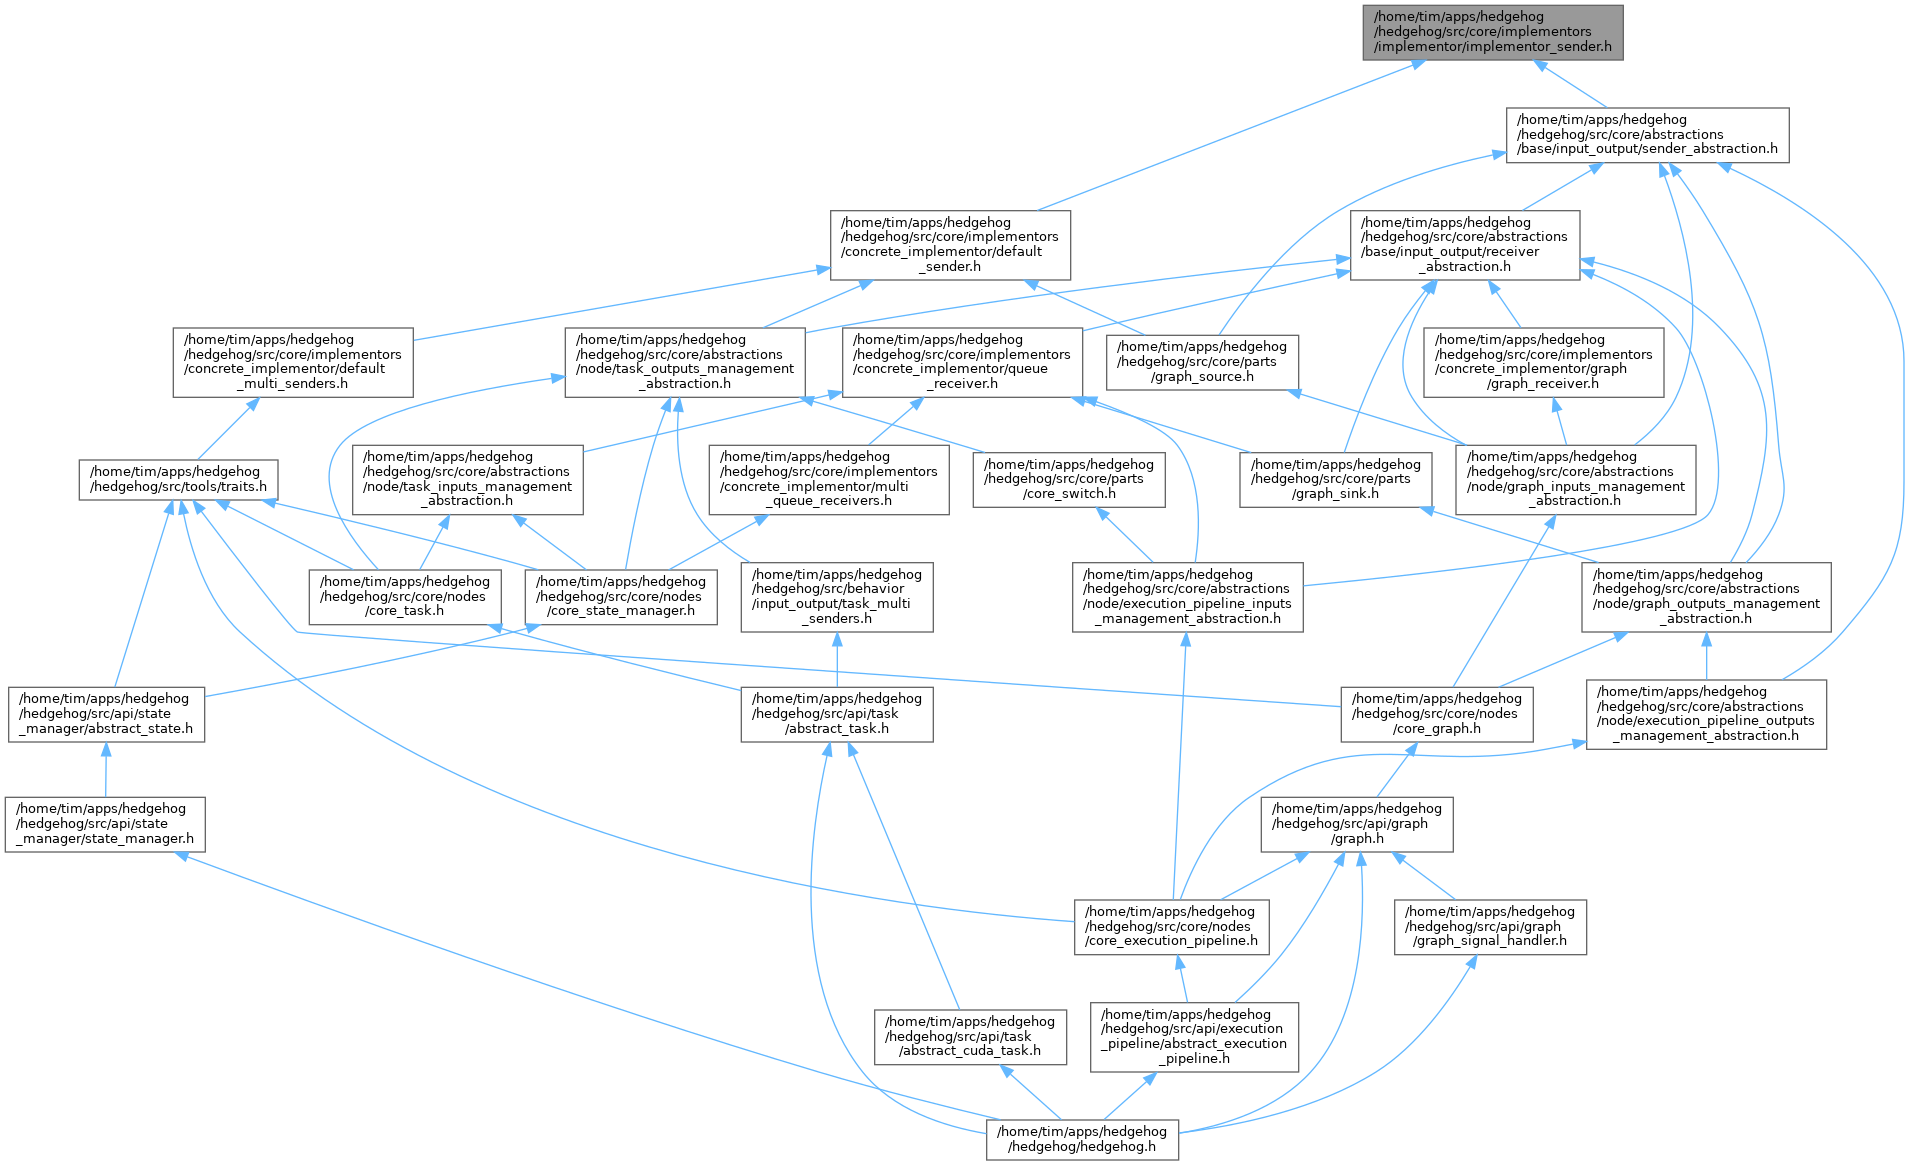 /home/tim/apps/hedgehog
/hedgehog/src/core/implementors
/implementor/implementor_sender.h
/home/tim/apps/hedgehog
/hedgehog/src/core/abstractions
/base/input_output/sender_abstraction.h
/home/tim/apps/hedgehog
/hedgehog/src/core/implementors
/concrete_implementor/default
_sender.h
/home/tim/apps/hedgehog
/hedgehog/src/core/abstractions
/base/input_output/receiver
_abstraction.h
/home/tim/apps/hedgehog
/hedgehog/src/core/implementors
/concrete_implementor/default
_multi_senders.h
/home/tim/apps/hedgehog
/hedgehog/src/core/abstractions
/node/task_outputs_management
_abstraction.h
/home/tim/apps/hedgehog
/hedgehog/src/core/implementors
/concrete_implementor/queue
_receiver.h
/home/tim/apps/hedgehog
/hedgehog/src/core/parts
/graph_source.h
/home/tim/apps/hedgehog
/hedgehog/src/core/implementors
/concrete_implementor/graph
/graph_receiver.h
/home/tim/apps/hedgehog
/hedgehog/src/tools/traits.h
/home/tim/apps/hedgehog
/hedgehog/src/core/abstractions
/node/task_inputs_management
_abstraction.h
/home/tim/apps/hedgehog
/hedgehog/src/core/implementors
/concrete_implementor/multi
_queue_receivers.h
/home/tim/apps/hedgehog
/hedgehog/src/core/parts
/core_switch.h
/home/tim/apps/hedgehog
/hedgehog/src/core/parts
/graph_sink.h
/home/tim/apps/hedgehog
/hedgehog/src/core/abstractions
/node/graph_inputs_management
_abstraction.h
/home/tim/apps/hedgehog
/hedgehog/src/core/nodes
/core_task.h
/home/tim/apps/hedgehog
/hedgehog/src/core/nodes
/core_state_manager.h
/home/tim/apps/hedgehog
/hedgehog/src/behavior
/input_output/task_multi
_senders.h
/home/tim/apps/hedgehog
/hedgehog/src/core/abstractions
/node/execution_pipeline_inputs
_management_abstraction.h
/home/tim/apps/hedgehog
/hedgehog/src/core/abstractions
/node/graph_outputs_management
_abstraction.h
/home/tim/apps/hedgehog
/hedgehog/src/api/state
_manager/abstract_state.h
/home/tim/apps/hedgehog
/hedgehog/src/api/task
/abstract_task.h
/home/tim/apps/hedgehog
/hedgehog/src/core/nodes
/core_graph.h
/home/tim/apps/hedgehog
/hedgehog/src/core/abstractions
/node/execution_pipeline_outputs
_management_abstraction.h
/home/tim/apps/hedgehog
/hedgehog/src/api/state
_manager/state_manager.h
/home/tim/apps/hedgehog
/hedgehog/src/api/graph
/graph.h
/home/tim/apps/hedgehog
/hedgehog/src/core/nodes
/core_execution_pipeline.h
/home/tim/apps/hedgehog
/hedgehog/src/api/graph
/graph_signal_handler.h
/home/tim/apps/hedgehog
/hedgehog/src/api/task
/abstract_cuda_task.h
/home/tim/apps/hedgehog
/hedgehog/src/api/execution
_pipeline/abstract_execution
_pipeline.h
/home/tim/apps/hedgehog
/hedgehog/hedgehog.h